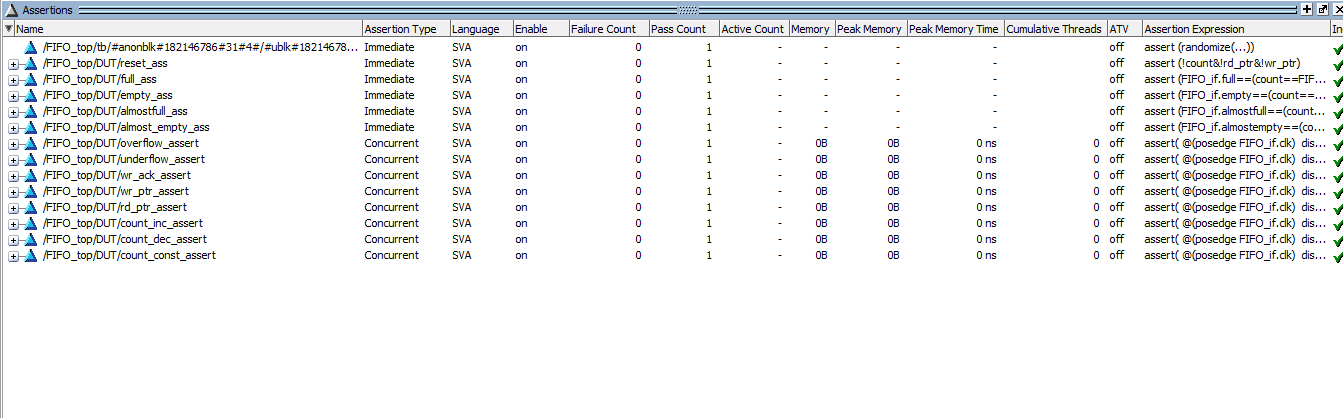 Assertions
Name Assertion Type Language Enable Failure Count Pass Count Active Count Memory Peak Memory Peak Memory Time Cumulative Threads ATV Assertion Expression In
/FIFO_top/tb/#anonblk#182146786#31#4#/#ublk#18214678... Immediate SVA on 0 1 - - - - off assert (randomize(...))
/FIFO_top/DUT/reset_ass Immediate SVA on 0 1 - - - - off assert (!count&!rd_ptr&!wr_ptr)
/FIFO_top/DUT/full_ass Immediate SVA on 0 1 - - - - off assert (FIFO_if.full==(count==FIF...
/FIFO_top/DUT/empty_ass Immediate SVA on 0 1 - - - - off assert (FIFO_if.empty==(count==...
/FIFO_top/DUT/almostfull_ass Immediate SVA on 0 1 - - - - off assert (FIFO_if.almostfull==(count...
/FIFO_top/DUT/almost_empty_ass Immediate SVA on 0 1 - - - - off assert (FIFO_if.almostempty==(co...
/FIFO_top/DUT/overflow_assert Concurrent SVA on 0 1 - 0B 0B 0 ns 0 off assert( @(posedge FIFO_if.clk) dis...
/FIFO_top/DUT/underflow_assert Concurrent SVA on 0 1 - 0B 0B 0 ns 0 off assert( @(posedge FIFO_if.clk) dis...
/FIFO_top/DUT/wr_ack_assert Concurrent SVA on 0 1 - 0B 0B 0 ns 0 off assert( @(posedge FIFO_if.clk) dis...
/FIFO_top/DUT/wr_ptr_assert Concurrent SVA on 0 1 - 0B 0B 0 ns 0 off assert( @(posedge FIFO_if.clk) dis...
/FIFO_top/DUT/rd_ptr_assert Concurrent SVA on 0 1 - 0B 0B 0 ns 0 off assert( @(posedge FIFO_if.clk) dis...
/FIFO_top/DUT/count_inc_assert Concurrent SVA on 0 1 - 0B 0B 0 ns 0 off assert( @(posedge FIFO_if.clk) dis...
/FIFO_top/DUT/count_dec_assert Concurrent SVA on 0 1 - 0B 0B 0 ns 0 off assert( @(posedge FIFO_if.clk) dis...
/FIFO_top/DUT/count_const_assert Concurrent SVA on 0 1 - 0B 0B 0 ns 0 off assert( @(posedge FIFO_if.clk) dis...